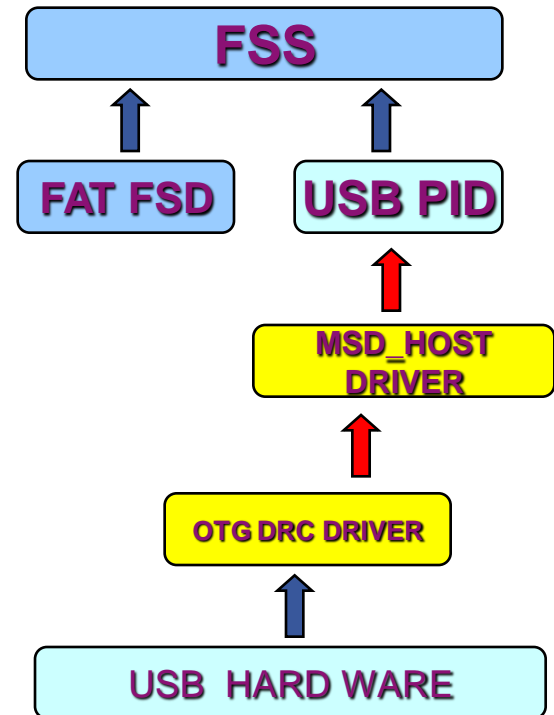 FSS
FAT FSD
USB PID
MSD_HOST
DRIVER
OTG DRC DRIVER
USB HARD WARE